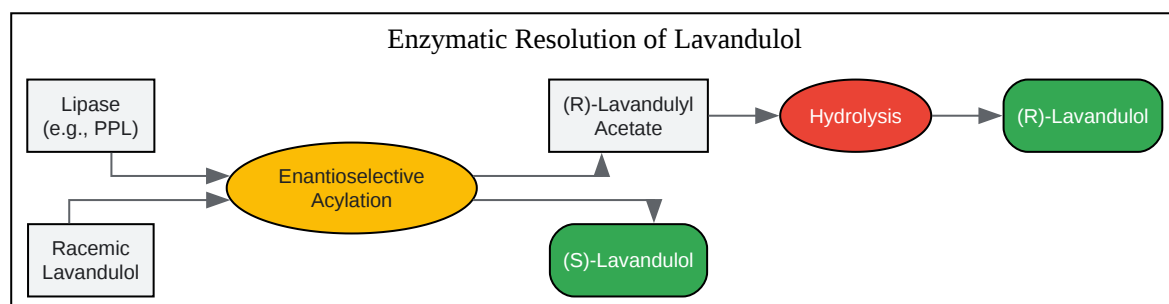 Enzymatic Resolution of Lavandulol
Lipase
(e.g., PPL)
Racemic
Lavandulol
Enantioselective
Acylation
(R)-Lavandulyl
Acetate
(S)-Lavandulol
Hydrolysis
(R)-Lavandulol